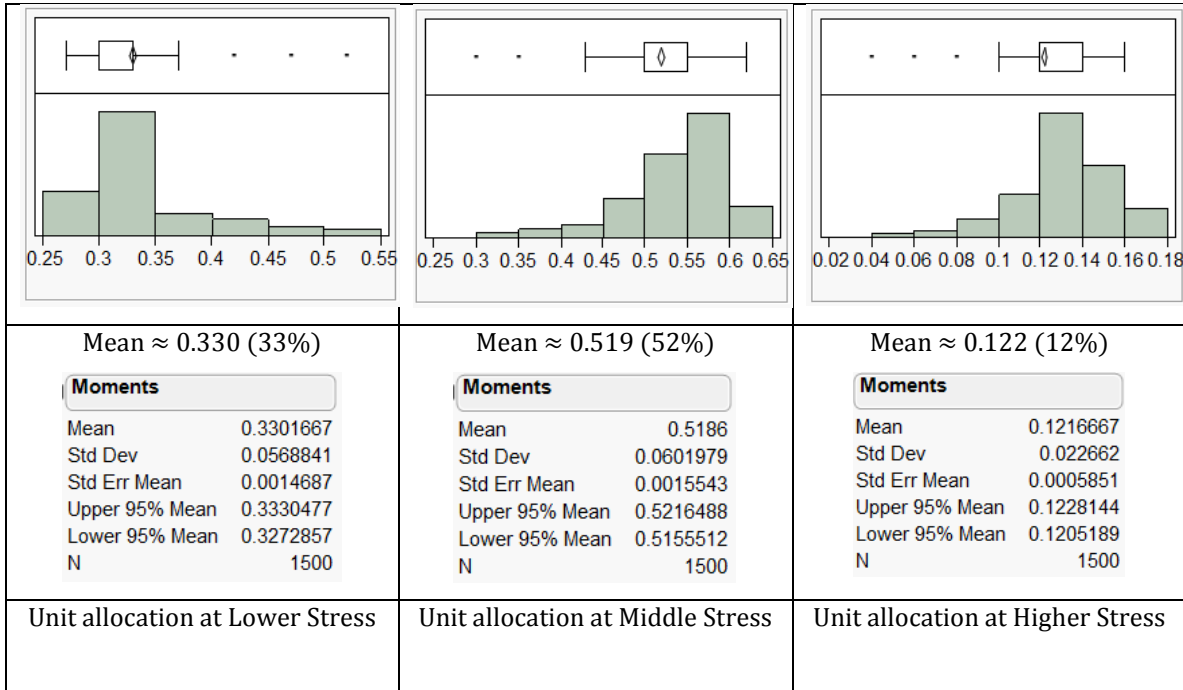 0.25 0.3 0.35 0.4 0.45 0.5 0.55
0.25 0.3 0.35 0.4 0.45 0.5 0.55 0.6 0.65
0.02 0.04 0.06 0.08 0.1 0.12 0.14 0.16 0.18
Mean ≈ 0.330 (33%)
Mean ≈ 0.519 (52%)
Mean ≈ 0.122 (12%)
Moments
Mean 0.3301667
Std Dev 0.0568841
Std Err Mean 0.0014687
Upper 95% Mean 0.3330477
Lower 95% Mean 0.3272857
N 1500
Moments
Mean 0.5186
Std Dev 0.0601979
Std Err Mean 0.0015543
Upper 95% Mean 0.5216488
Lower 95% Mean 0.5155512
N 1500
Moments
Mean 0.1216667
Std Dev 0.022662
Std Err Mean 0.0005851
Upper 95% Mean 0.1228144
Lower 95% Mean 0.1205189
N 1500
Unit allocation at Lower Stress
Unit allocation at Middle Stress
Unit allocation at Higher Stress